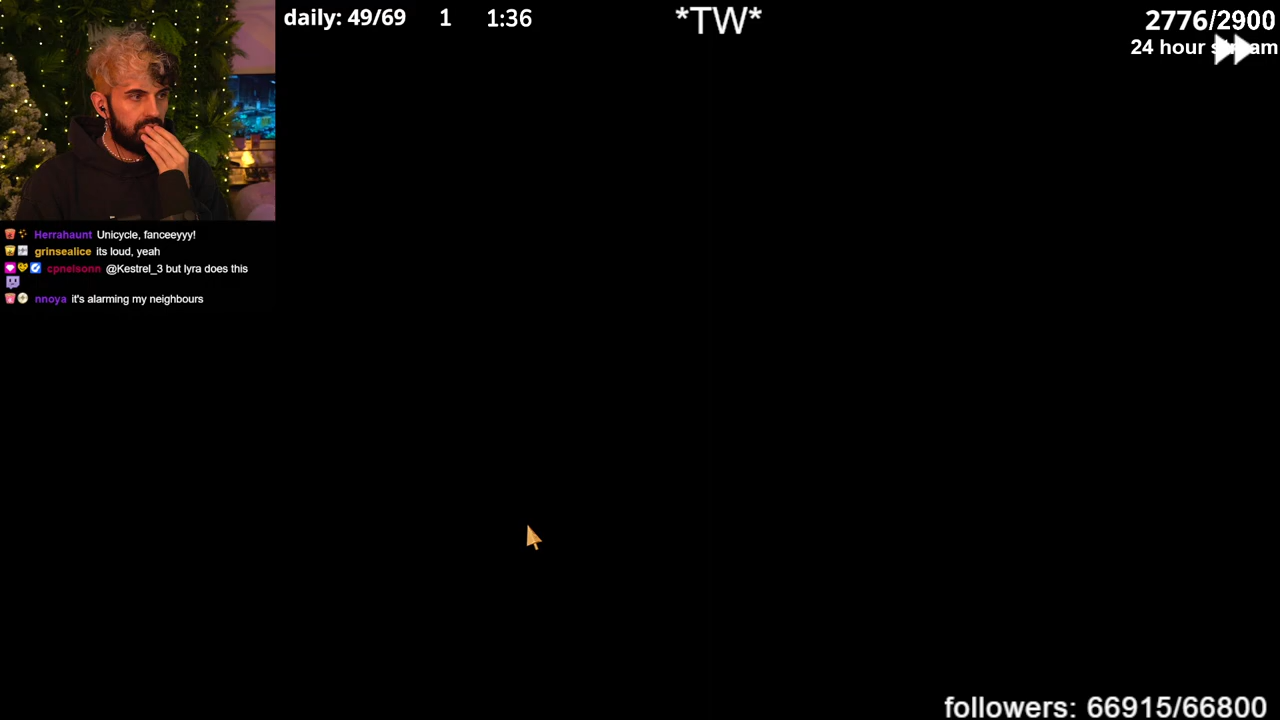 daily: 49/69 1 1:36 *TW* 2776/2900
24 hour stream
Herrahaunt Unicycle, fanceeyyy!
grinsealice its loud, yeah
cpnelsonn @Kestrel_3 but lyra does this
nnoya it's alarming my neighbours
followers: 66915/66800